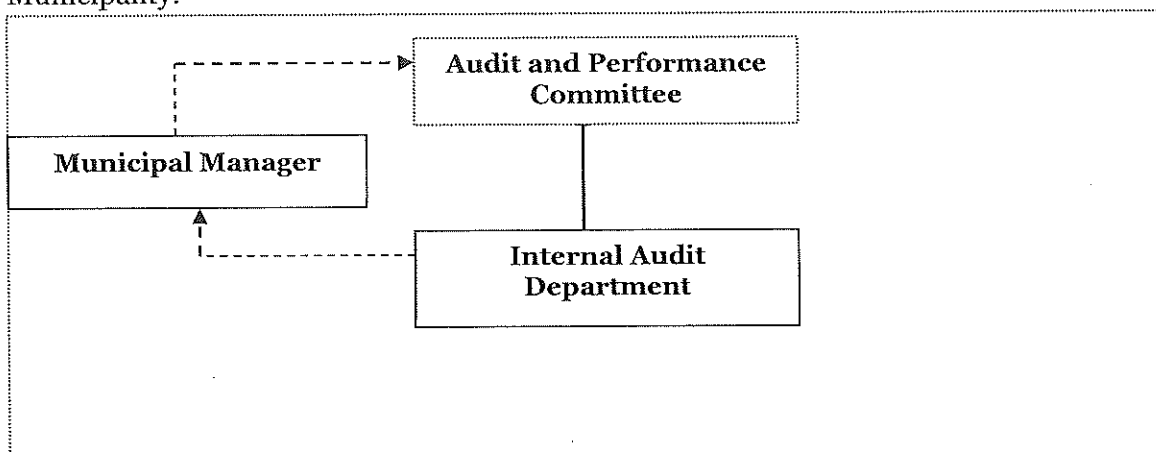 Municipality.
Audit and Performance
Committee
Municipal Manager
Internal Audit
Department